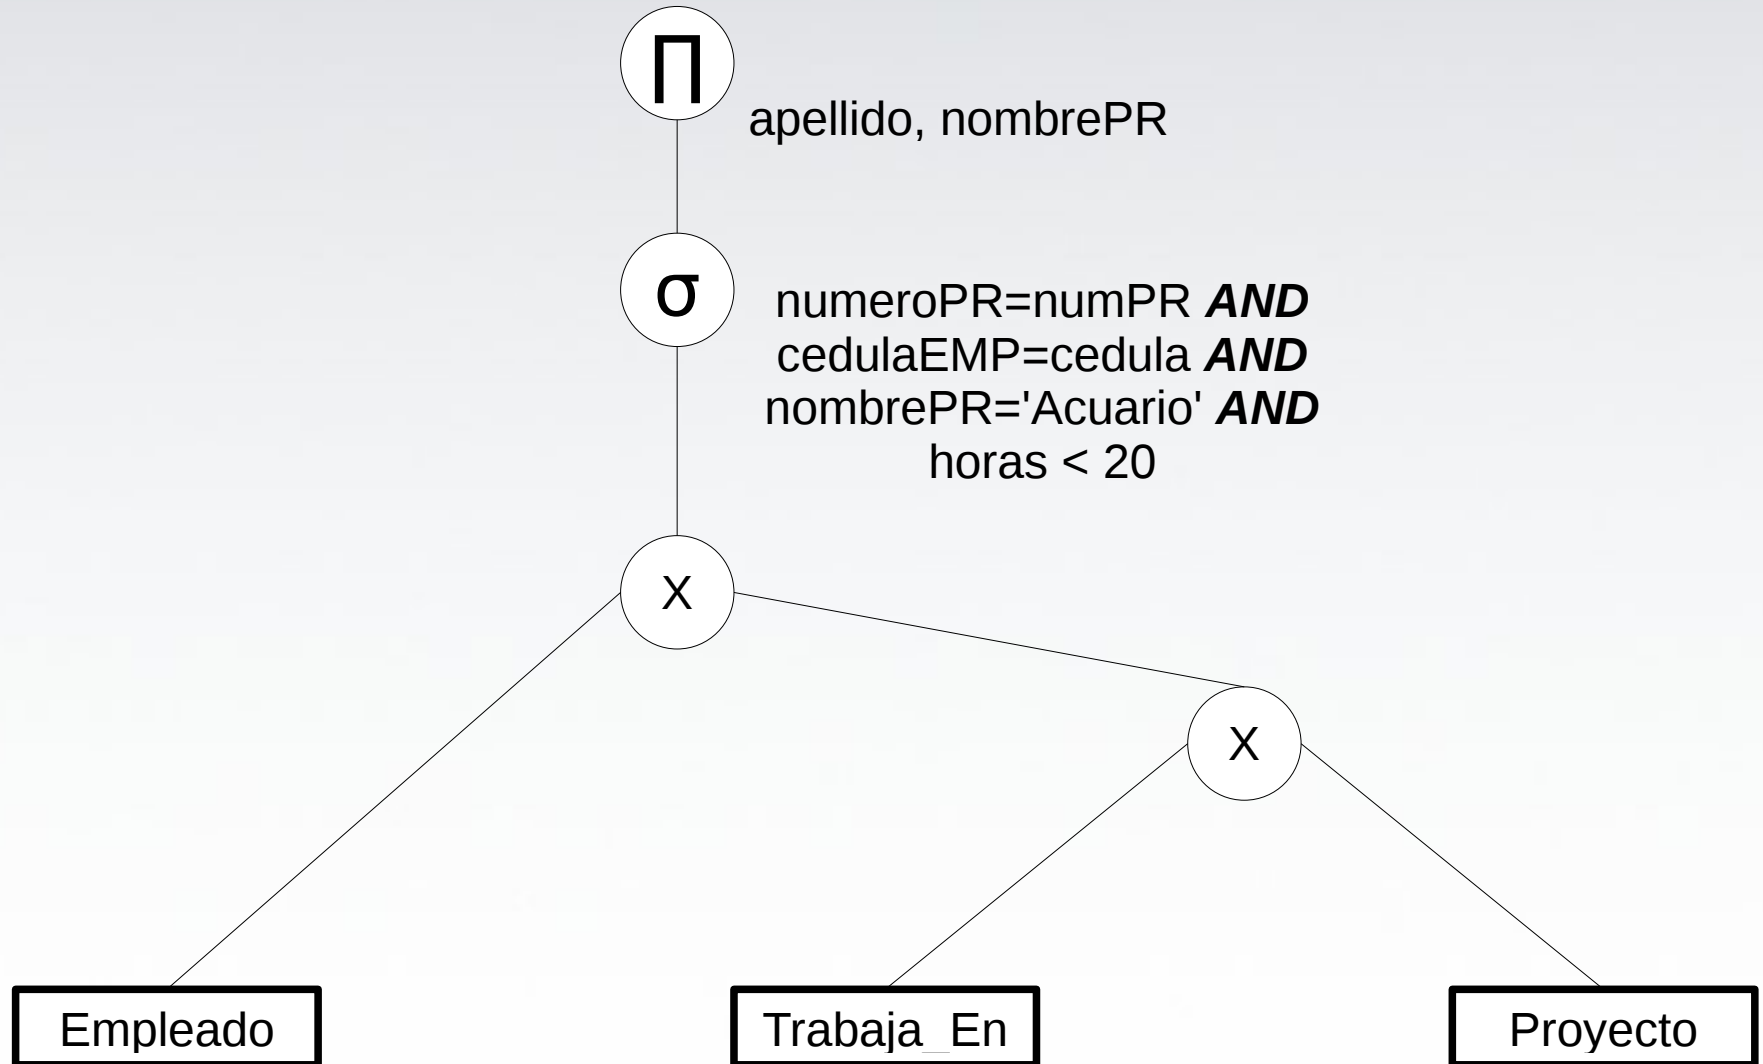 ∏
apellido, nombrePR
σ
numeroPR=numPR AND
cedulaEMP=cedula AND
nombrePR='Acuario' AND
horas < 20
X
X
Empleado
Trabaja_En
Proyecto